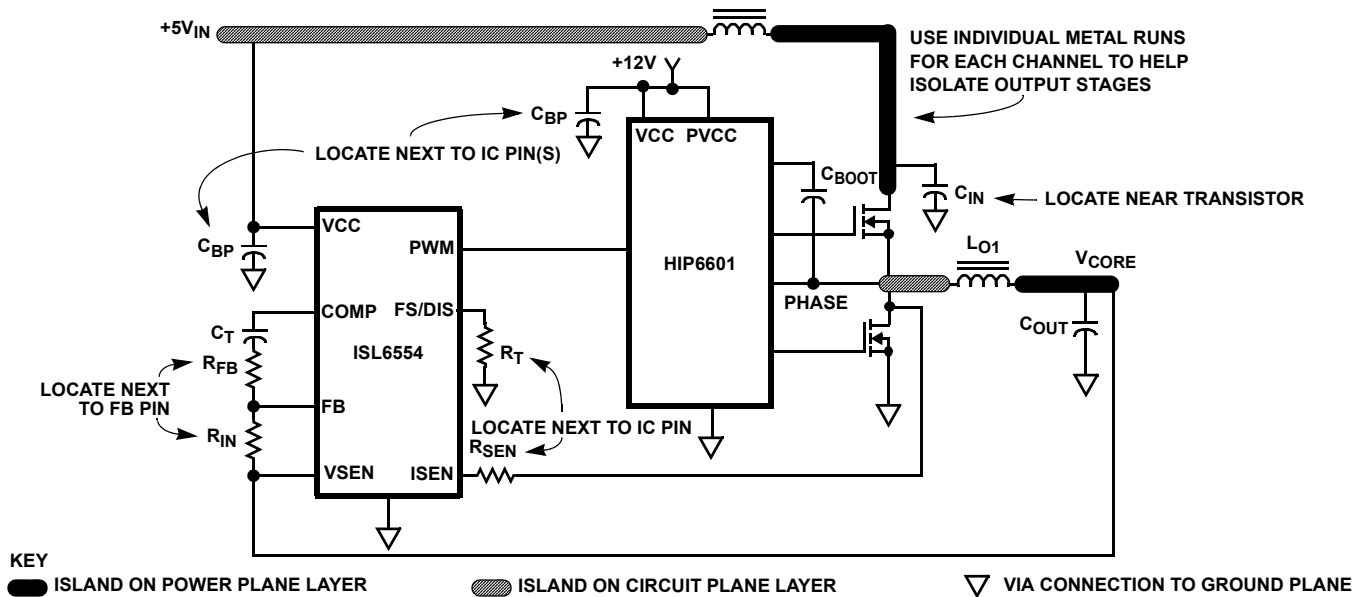 +5VIN
USE INDIVIDUAL METAL RUNS
FOR EACH CHANNEL TO HELP
ISOLATE OUTPUT STAGES
+12V
CBP
VCC PVCC
LOCATE NEXT TO IC PIN(S)
CBOOT
CIN
LOCATE NEAR TRANSISTOR
VCC
CBP
PWM
HIP6601
LO1
VCORE
PHASE
COMP
FS/DIS
CT
ISL6554
RT
COUT
RFB
LOCATE NEXT
TO FB PIN
FB
RIN
LOCATE NEXT TO IC PIN
RSEN
VSEN
ISEN
KEY
ISLAND ON POWER PLANE LAYER
ISLAND ON CIRCUIT PLANE LAYER
VIA CONNECTION TO GROUND PLANE